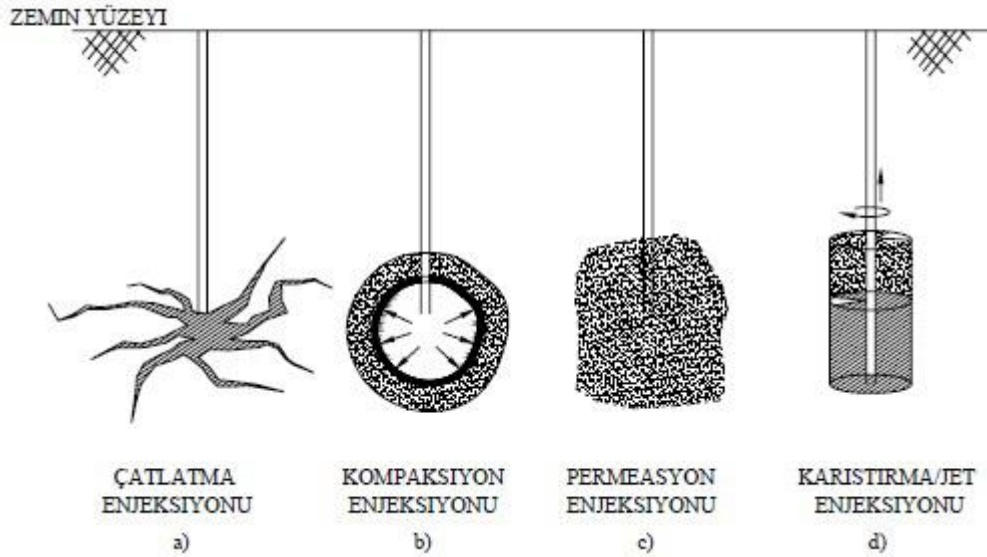 ZEMIN YÜZEYI
ÇATLATMA
ENJEKSIYONU
a)
KOMPAKSIYON
ENJEKSIYONU
b)
PERMEASYON
ENJEKSIYONU
c)
KARISTIRMA/JET
ENJEKSIYONU
d)